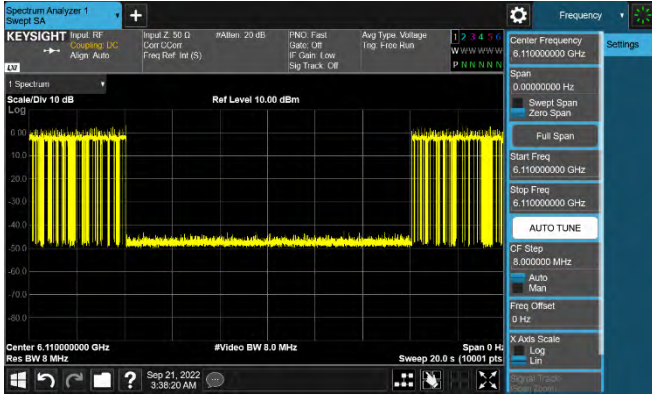 Spectrum Analyzer 1
Swept SA
+
Frequency
KEYSIGHT Input: RF
Coupling: DC
Align: Auto
Input Z: 50 Ω
Corr CCorr
Freq Ref: Int (S)
#Atten: 20 dB
PNO: Fast
Gate: Off
IF Gain: Low
Sig Track: Off
Avg Type: Voltage
Trig: Free Run
1 2 3 4 5 6
W W W W W W
P N N N N N
LXI
1 Spectrum
Scale/Div 10 dB
Ref Level 10.00 dBm
Log
0.00
-10.0
-20.0
-30.0
-40.0
-50.0
-60.0
-70.0
-80.0
Center 6.110000000 GHz
Res BW 8 MHz
#Video BW 8.0 MHz
Span 0 Hz
Sweep 20.0 s (10001 pts
?
Sep 21, 2022
3:38:20 AM
Center Frequency
6.110000000 GHz
Settings
Span
0.00000000 Hz
Swept Span
Zero Span
Full Span
Start Freq
6.110000000 GHz
Stop Freq
6.110000000 GHz
AUTO TUNE
CF Step
8.000000 MHz
Auto
Man
Freq Offset
0 Hz
X Axis Scale
Log
Lin
Signal Track
(Span Zoom)